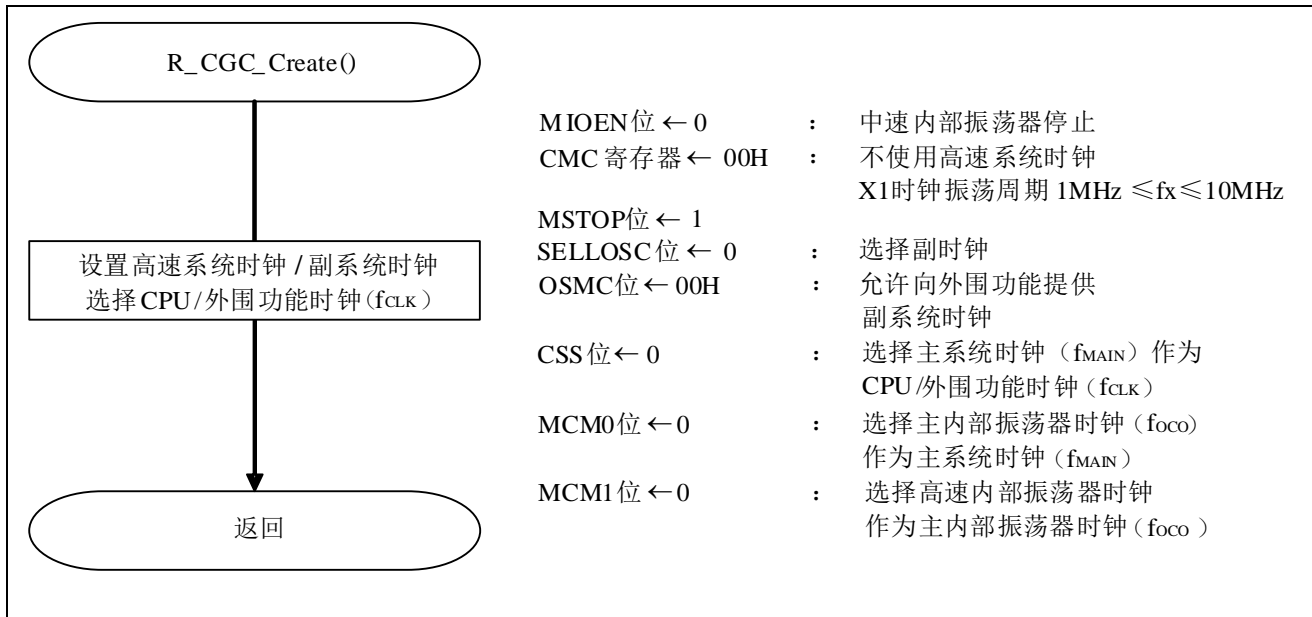 R_CGC_Create()
设置高速系统时钟 / 副系统时钟
选择 CPU/外围功能时钟(fCLK)
返回
MIOEN位 ← 0 : 中速内部振荡器停止
CMC 寄存器 ← 00H : 不使用高速系统时钟
X1时钟振荡周期 1MHz ≤fx≤10MHz
MSTOP位 ← 1
SELLOSC位 ← 0 : 选择副时钟
OSMC位 ← 00H : 允许向外围功能提供
副系统时钟
CSS 位 ← 0 : 选择主系统时钟（fMAIN）作为
CPU/外围功能时钟（fCLK）
MCM0位 ←0 : 选择主内部振荡器时钟（fOCO）
作为主系统时钟（fMAIN）
MCM1位 ←0 : 选择高速内部振荡器时钟
作为主内部振荡器时钟（fOCO）